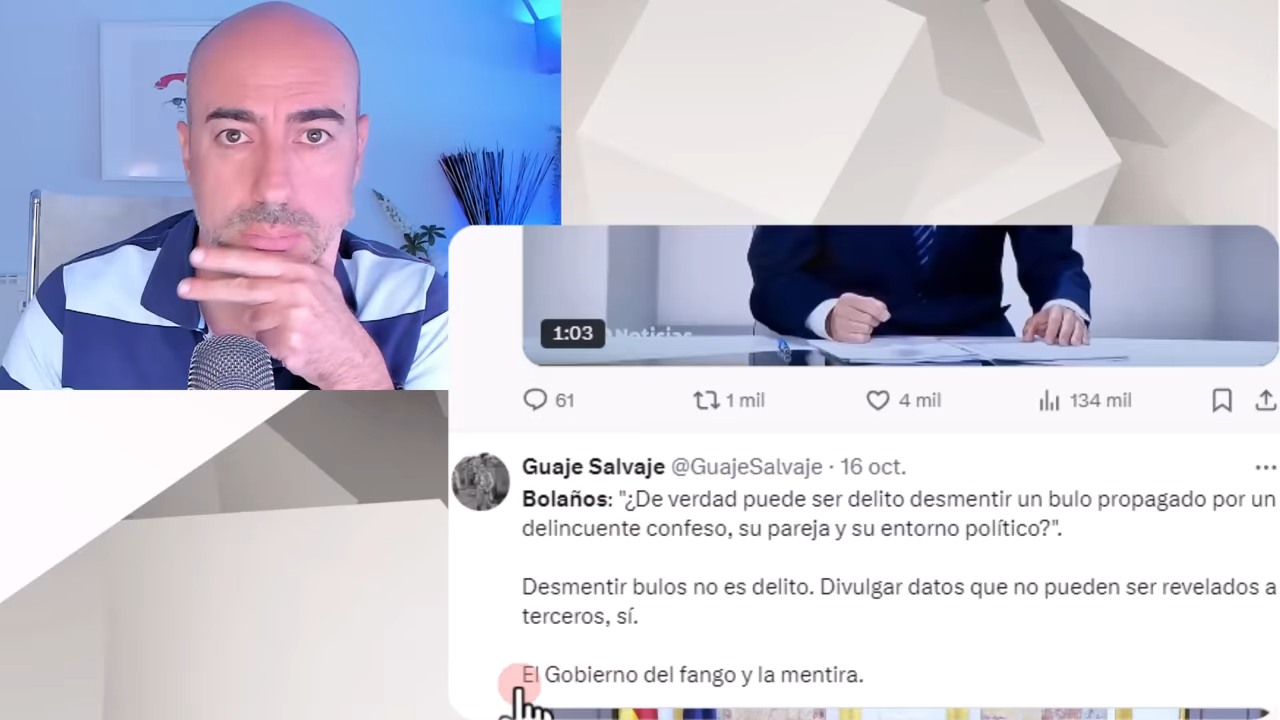 1:03
Noticias
61
1 mil
4 mil
134 mil
Guaje Salvaje @GuajeSalvaje · 16 oct.
Bolaños: "¿De verdad puede ser delito desmentir un bulo propagado por un
delincuente confeso, su pareja y su entorno político?".
Desmentir bulos no es delito. Divulgar datos que no pueden ser revelados a
terceros, sí.
El Gobierno del fango y la mentira.